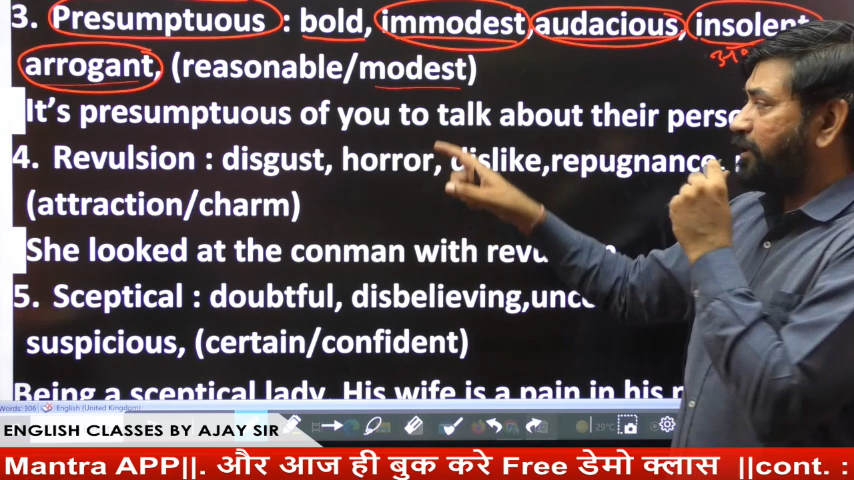 3. Presumptuous : bold, immodest, audacious, insolent
arrogant, (reasonable/modest)
It's presumptuous of you to talk about their
4. Revulsion : disgust, horror, dislike,repugnance,
(attraction/charm)
She looked at the conman with
5. Sceptical : doubtful, disbelieving,
suspicious, (certain/confident)
Being a sceptical lady, His wife is a pain in his
Words: 306 English (United Kingdom)
29°C
ENGLISH CLASSES BY AJAY SIR
Mantra APP||. और आज ही बुक करे Free डेमो क्लास ||cont. :